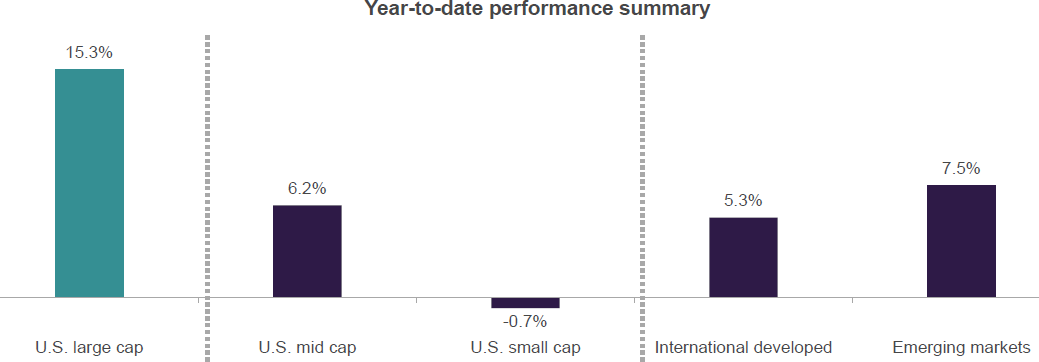 Year-to-date performance summary
15.3%
6.2%
-0.7%
5.3%
7.5%
U.S. large cap
U.S. mid cap
U.S. small cap
International developed
Emerging markets